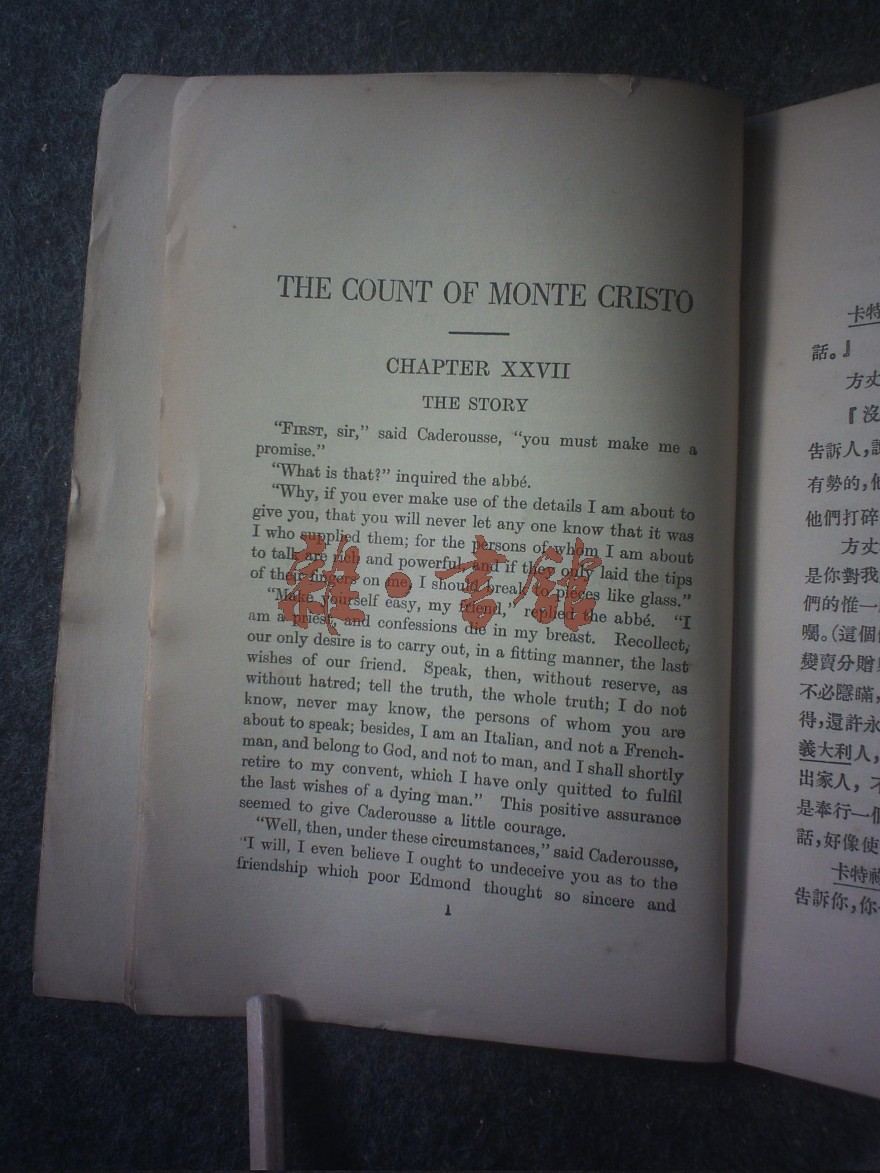 THE COUNT OF MONTE CRISTO
CHAPTER XXVII
THE STORY
"FIRST, sir," said Caderousse, "you must make me a
promise."
"What is that?" inquired the abbé.
"Why, if you ever make use of the details I am about to
give you, that you will never let any one know that it was
I who supplied them; for the persons of whom I am about
to talk are rich and powerful, and if they only laid the tips
of their fingers on me, I should break to pieces like glass."
"Make yourself easy, my friend," replied the abbé. "I
am a priest, and confessions die in my breast. Recollect,
our only desire is to carry out, in a fitting manner, the last
wishes of our friend. Speak, then, without reserve, as
without hatred; tell the truth, the whole truth; I do not
know, never may know, the persons of whom you are
about to speak; besides, I am an Italian, and not a French-
man, and belong to God, and not to man, and I shall shortly
retire to my convent, which I have only quitted to fulfil
the last wishes of a dying man." This positive assurance
seemed to give Caderousse a little courage.
"Well, then, under these circumstances," said Caderousse,
"I will, I even believe I ought to undeceive you as to the
friendship which poor Edmond thought so sincere and
1
雜·書館
卡特
話。』
方丈
『沒
告訴人,
有勢的,
他們打碎
方丈
是你對我
們的惟一
囑。(這個
變賣分贈
不必隱瞞,
得,還許永
義大利人,
出家人,
是奉行一
話,好像使
卡特
告訴你,你